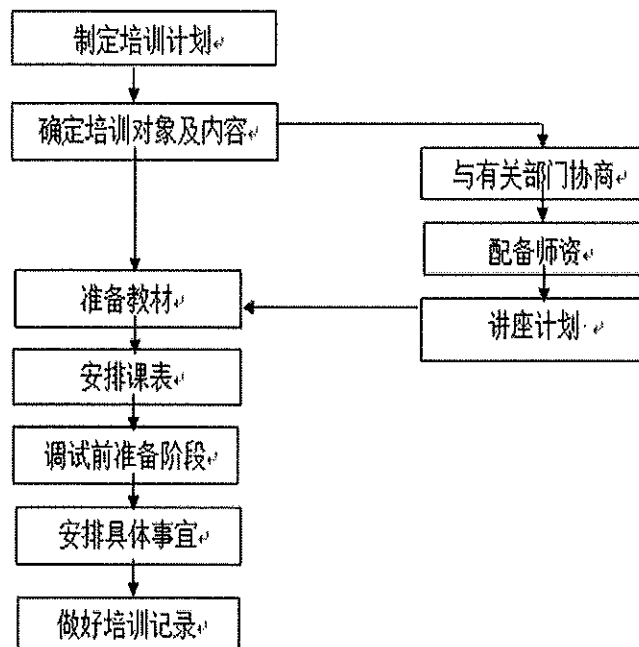 制定培训计划
确定培训对象及内容
与有关部门协商
配备师资
讲座计划
准备教材
安排课表
调试前准备阶段
安排具体事宜
做好培训记录